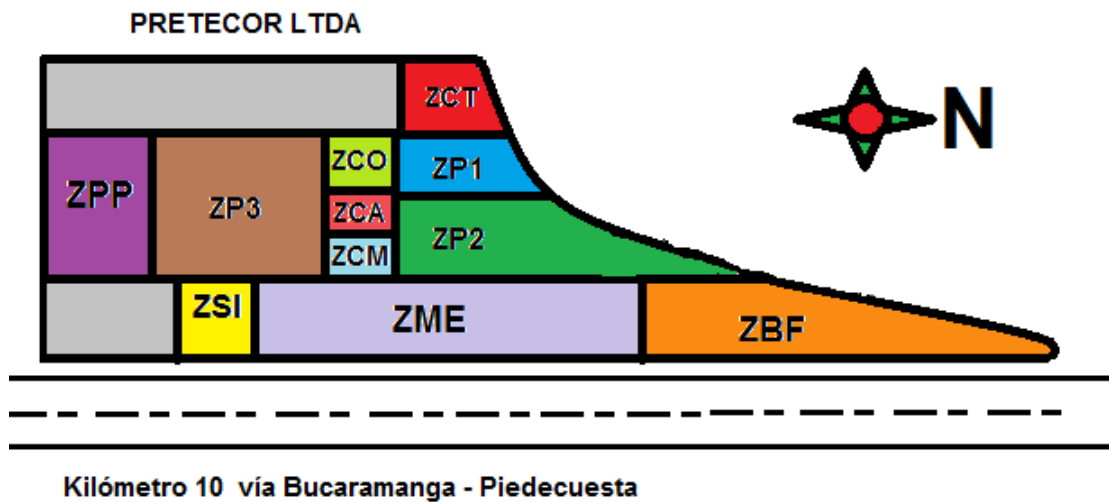 PRETECOR LTDA
ZCT
N
ZCO
ZP1
ZPP
ZP3
ZCA
ZP2
ZCM
ZSI
ZME
ZBF
Kilómetro 10 vía Bucaramanga - Piedecuesta